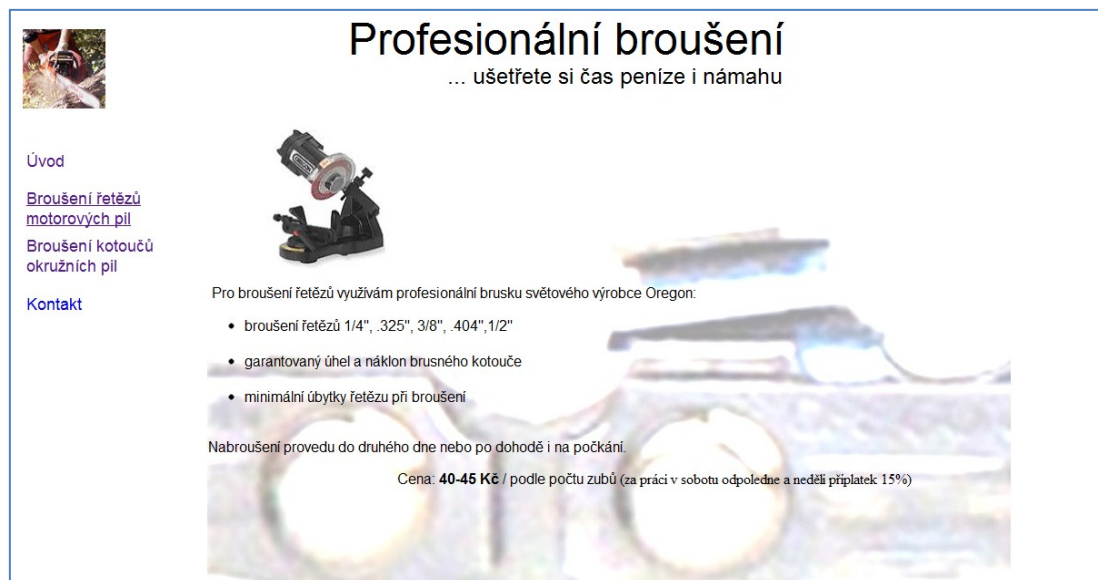 Profesionální broušení
... ušetřete si čas peníze i námahu
Úvod
Broušení řetězů
motorových pil
Broušení kotoučů
okružních pil
Kontakt
Pro broušení řetězů využívám profesionální brusku světového výrobce Oregon:
• broušení řetězů 1/4", .325", 3/8", .404",1/2"
• garantovaný úhel a náklon brusného kotouče
• minimální úbytky řetězu při broušení
Nabroušení provedu do druhého dne nebo po dohodě i na počkání.
Cena: 40-45 Kč / podle počtu zubů (za práci v sobotu odpoledne a neděli příplatek 15%)